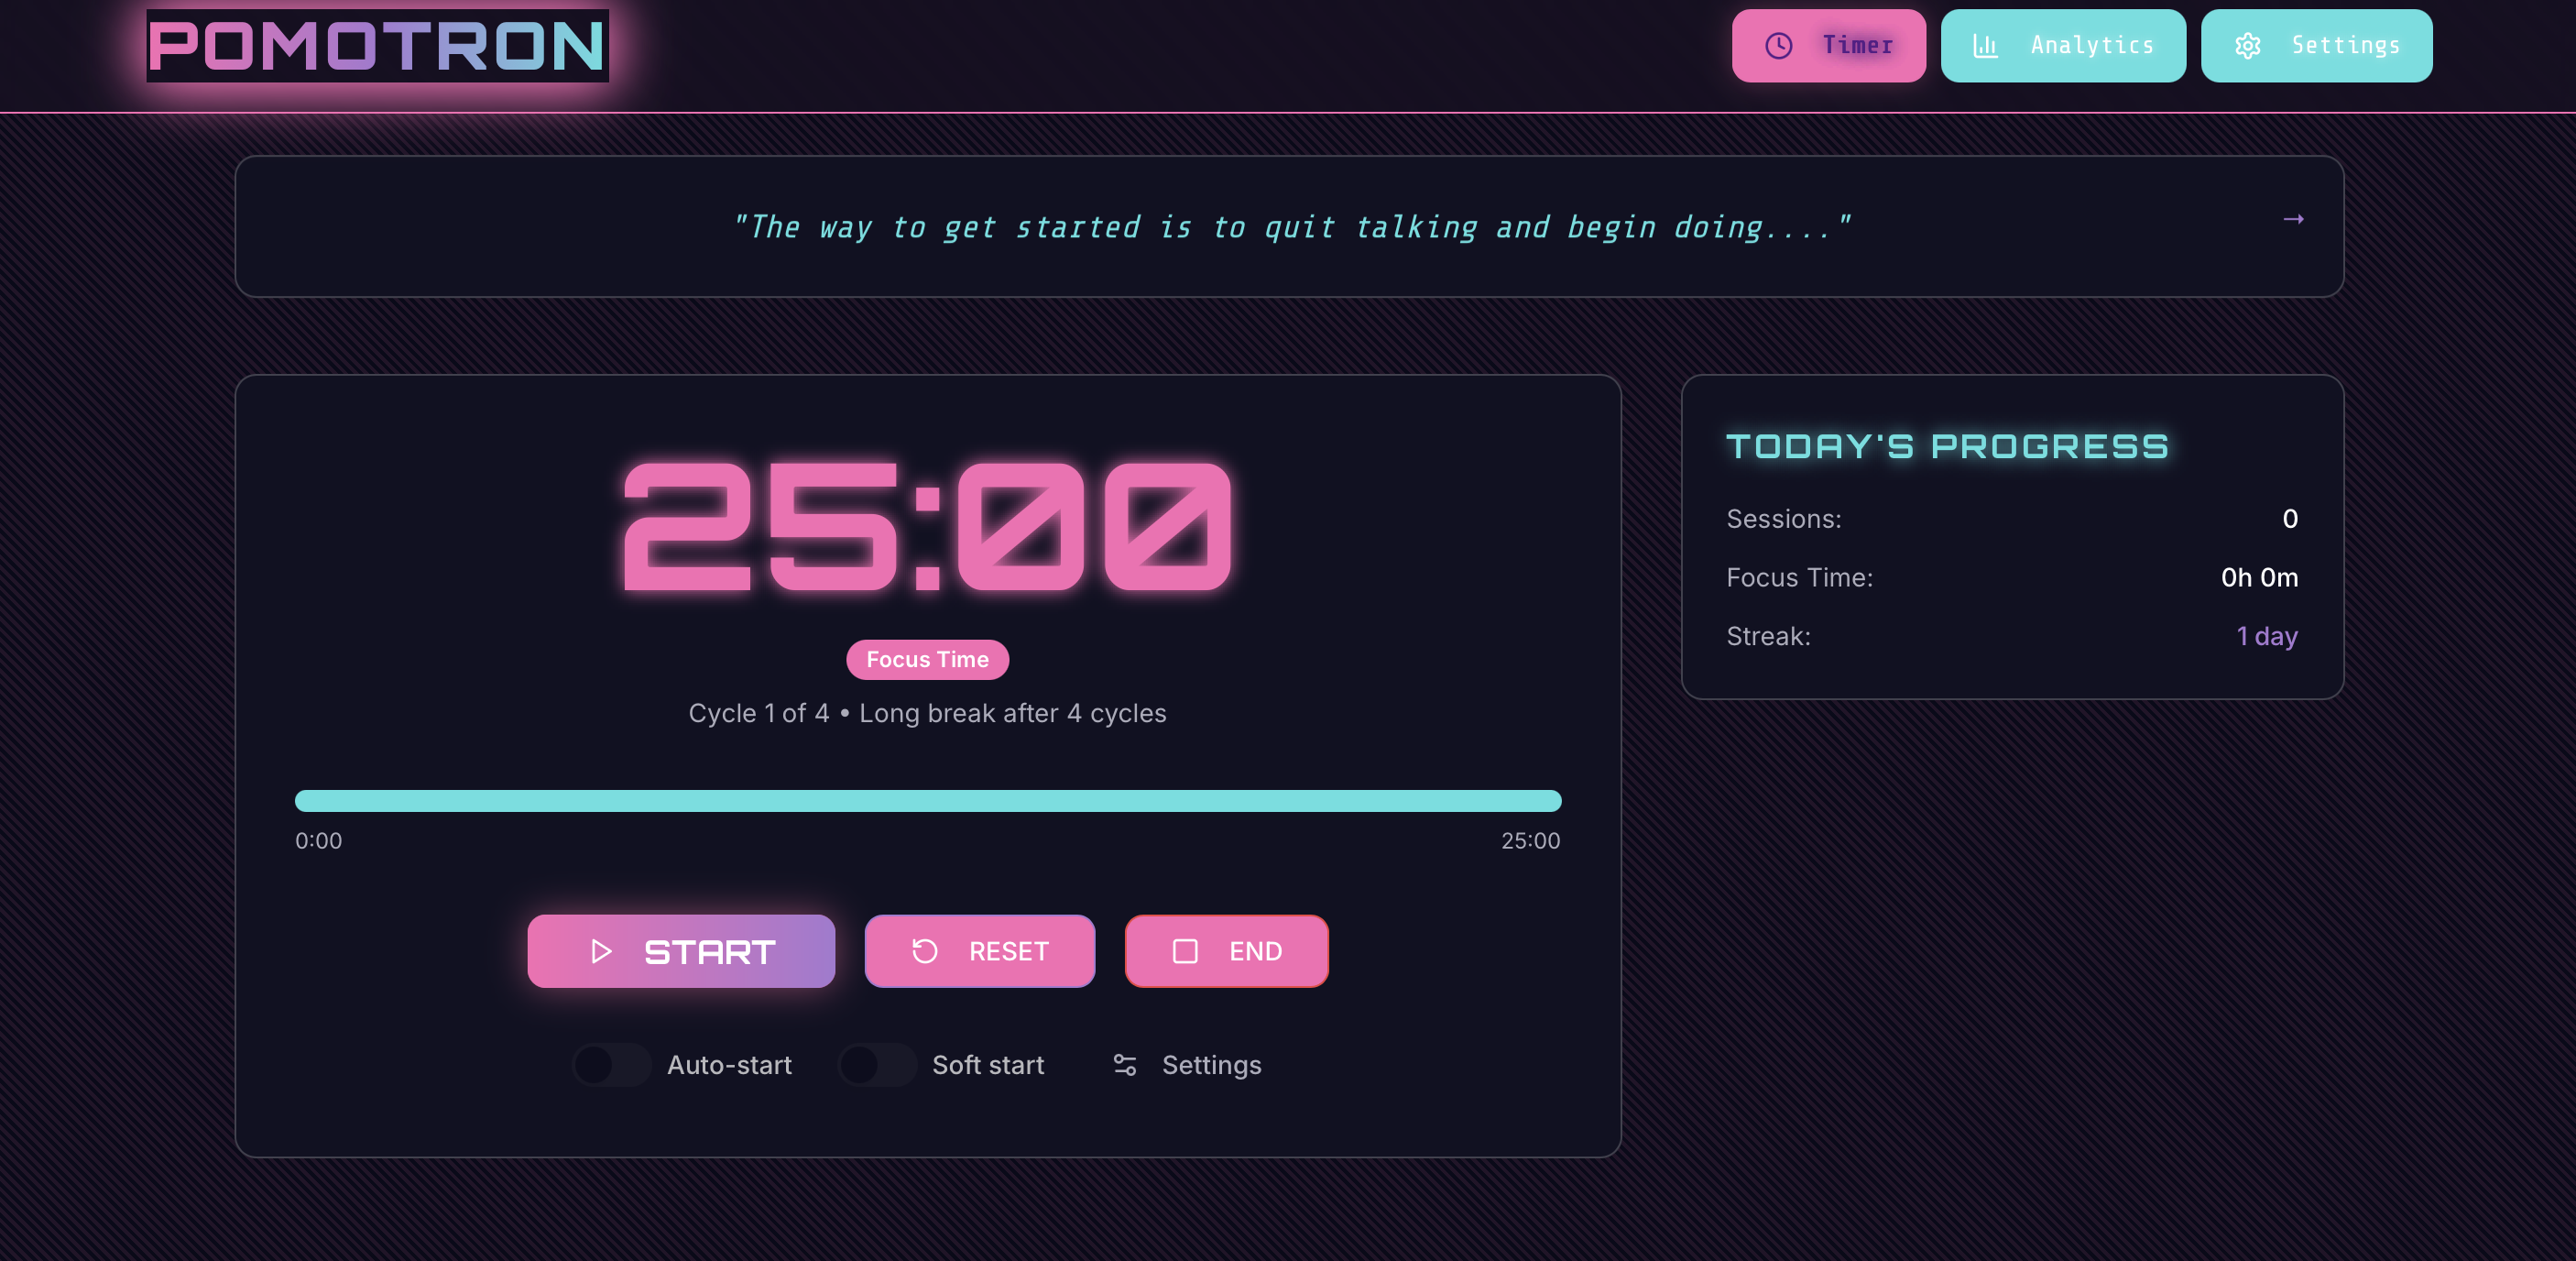 POMOTRON
Timer
Analytics
Settings
"The way to get started is to quit talking and begin doing...."
→
25:00
Focus Time
Cycle 1 of 4 • Long break after 4 cycles
0:00
25:00
START
RESET
END
Auto-start
Soft start
Settings
TODAY'S PROGRESS
Sessions: 0
Focus Time: 0h 0m
Streak: 1 day